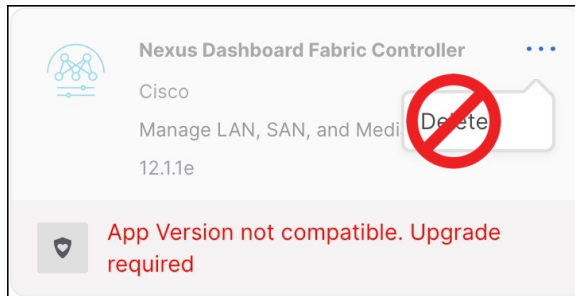 Nexus Dashboard Fabric Controller
Cisco
Manage LAN, SAN, and Medi
Delete
12.1.1e
App Version not compatible. Upgrade
required